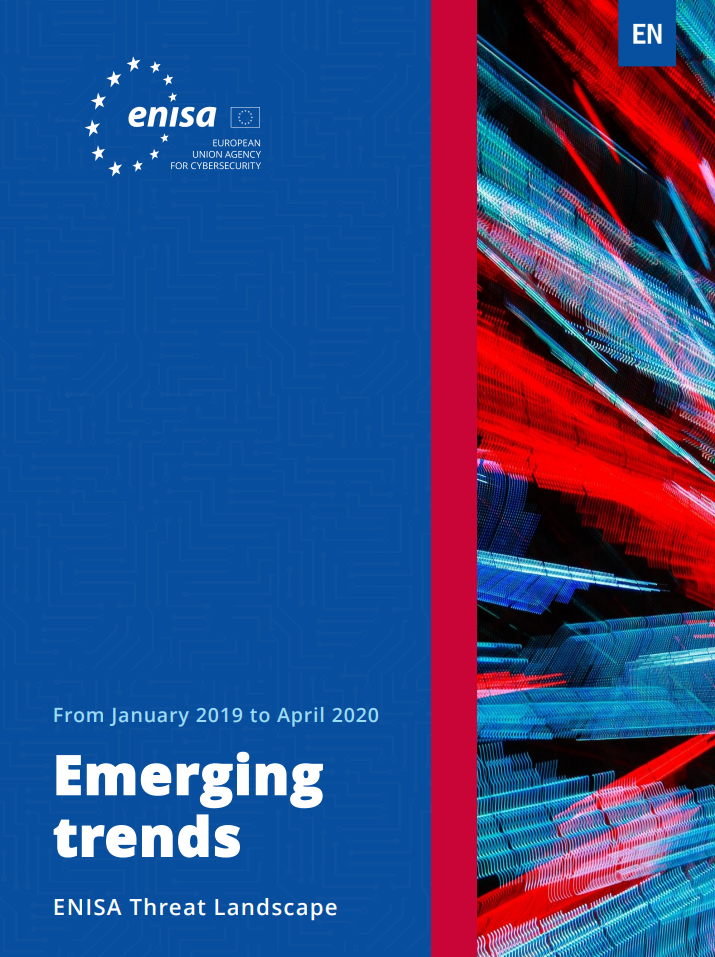 EN
enisa
EUROPEAN
UNION AGENCY
FOR CYBERSECURITY
From January 2019 to April 2020
Emerging
trends
ENISA Threat Landscape